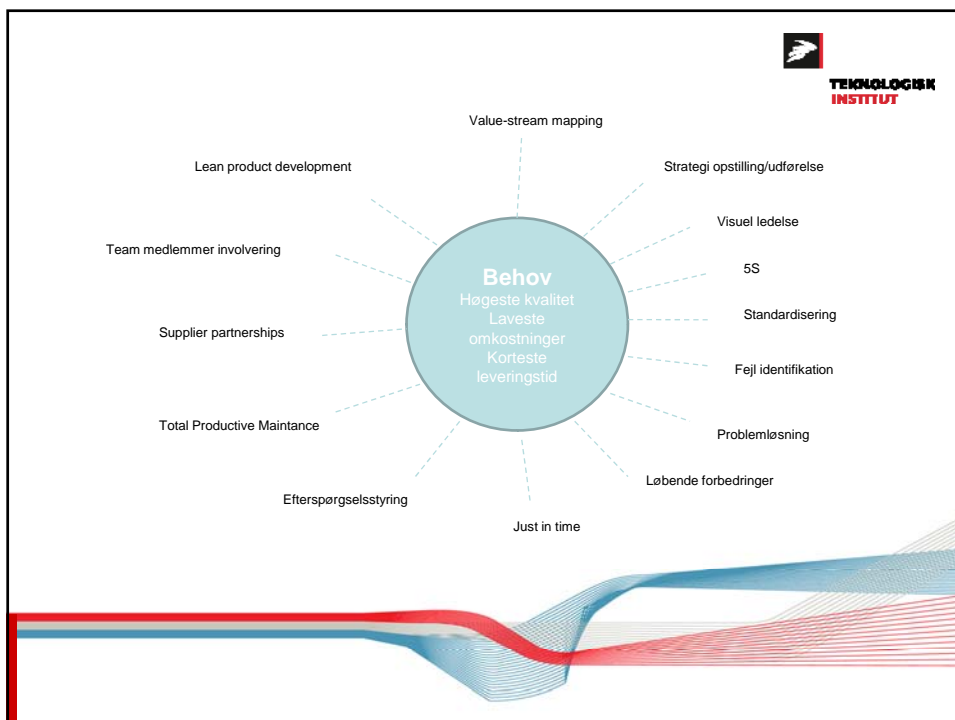 TEKNOLOGISK
INSTITUT
Value-stream mapping
Lean product development
Strategi opstilling/udførelse
Visuel ledelse
Team medlemmer involvering
5S
Behov
Høgeste kvalitet
Laveste
omkostninger
Korteste
leveringstid
Standardisering
Supplier partnerships
Fejl identifikation
Total Productive Maintance
Problemløsning
Løbende forbedringer
Efterspørgselsstyring
Just in time